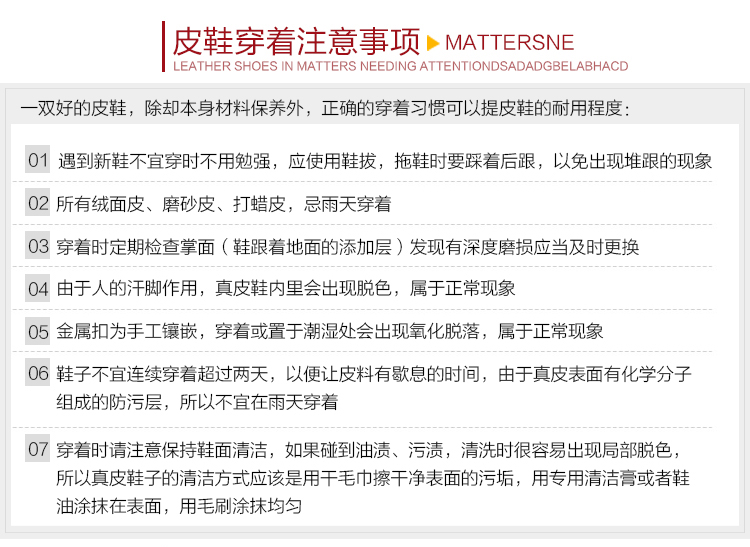 皮鞋穿着注意事项 MATTERSNE
LEATHER SHOES IN MATTERS NEEDING ATTENTIONDSADADGBELABHACD
一双好的皮鞋，除却本身材料保养外，正确的穿着习惯可以提皮鞋的耐用程度：
01 遇到新鞋不宜穿时不用勉强，应使用鞋拔，拖鞋时要踩着后跟，以免出现堆跟的现象
02 所有绒面皮、磨砂皮、打蜡皮，忌雨天穿着
03 穿着时定期检查掌面（鞋跟着地面的添加层）发现有深度磨损应当及时更换
04 由于人的汗脚作用，真皮鞋内里会出现脱色，属于正常现象
05 金属扣为手工镶嵌，穿着或置于潮湿处会出现氧化脱落，属于正常现象
06 鞋子不宜连续穿着超过两天，以便让皮料有歇息的时间，由于真皮表面有化学分子
组成的防污层，所以不宜在雨天穿着
07 穿着时请注意保持鞋面清洁，如果碰到油渍、污渍，清洗时很容易出现局部脱色，
所以真皮鞋子的清洁方式应该是用干毛巾擦干净表面的污垢，用专用清洁膏或者鞋
油涂抹在表面，用毛刷涂抹均匀